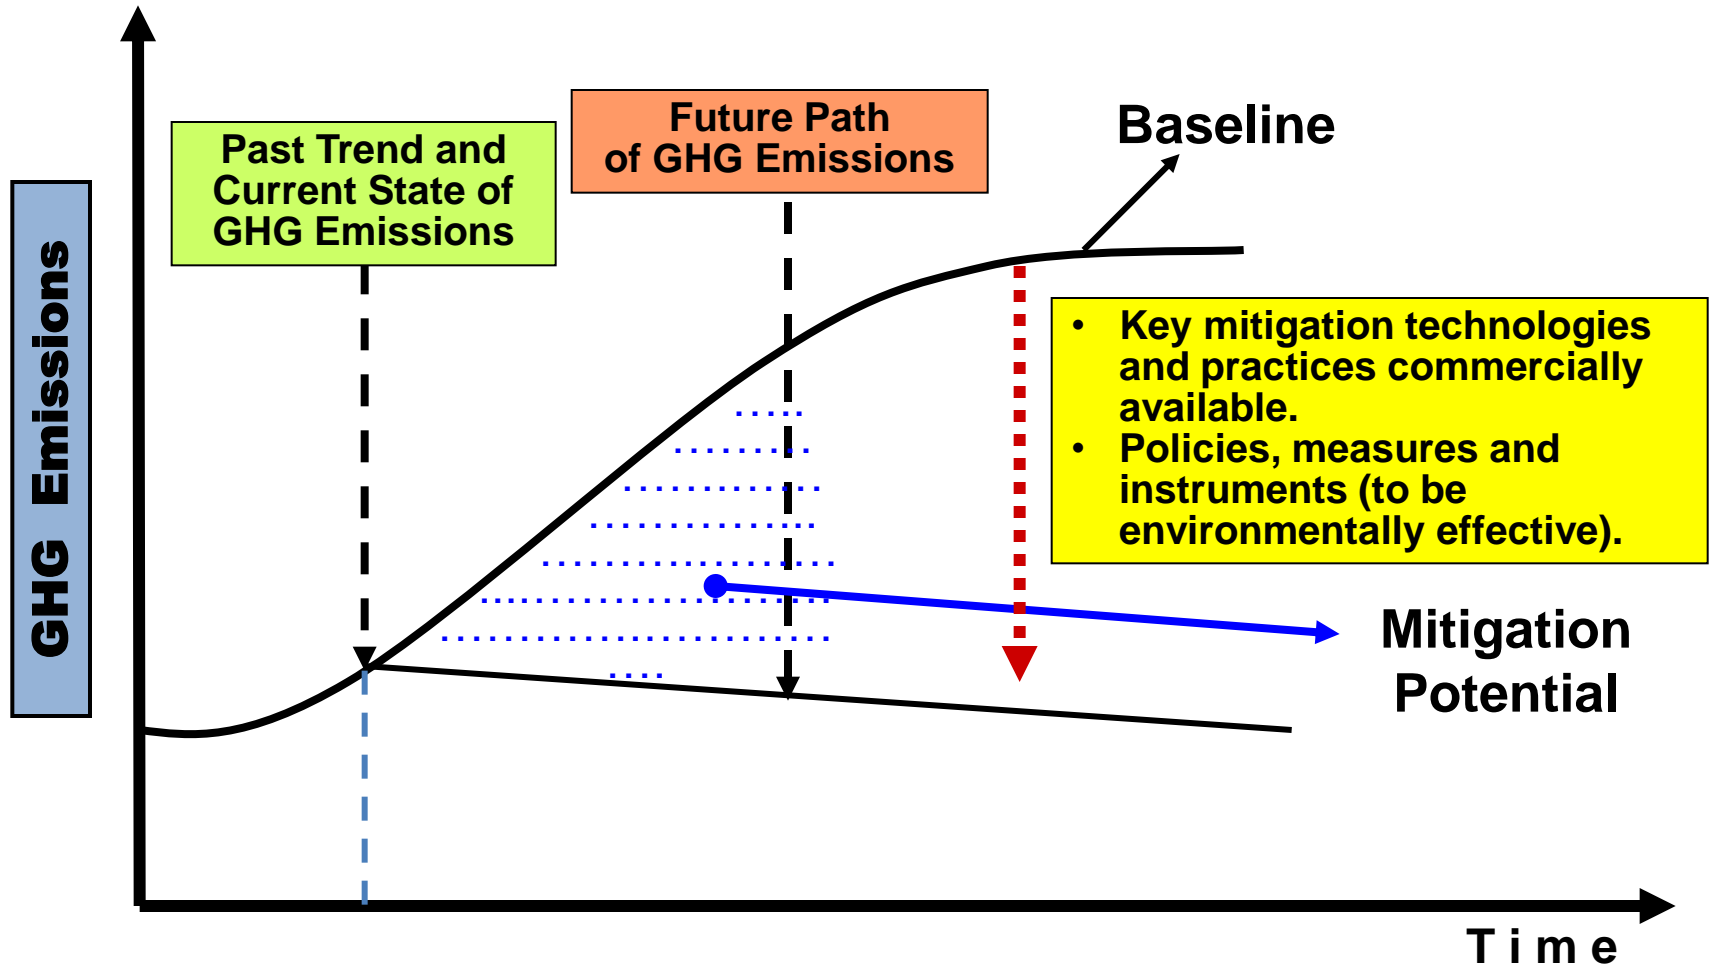 Past Trend and
Current State of
GHG Emissions
Future Path
of GHG Emissions
Baseline
GHG Emissions
• Key mitigation technologies
and practices commercially
available.
• Policies, measures and
instruments (to be
environmentally effective).
Mitigation
Potential
Time